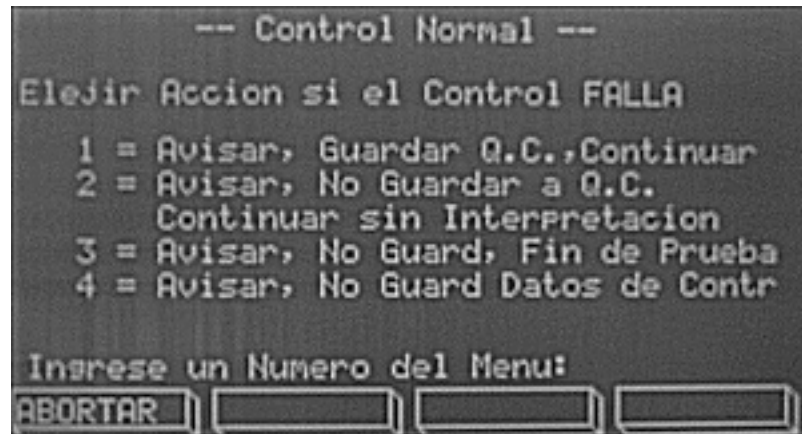 -- Control Normal --
Elejir Accion si el Control FALLA
1 = Avisar, Guardar Q.C.,Continuar
2 = Avisar, No Guardar a Q.C.
Continuar sin Interpretacion
3 = Avisar, No Guard, Fin de Prueba
4 = Avisar, No Guard Datos de Contr
Ingrese un Numero del Menu:
ABORTAR